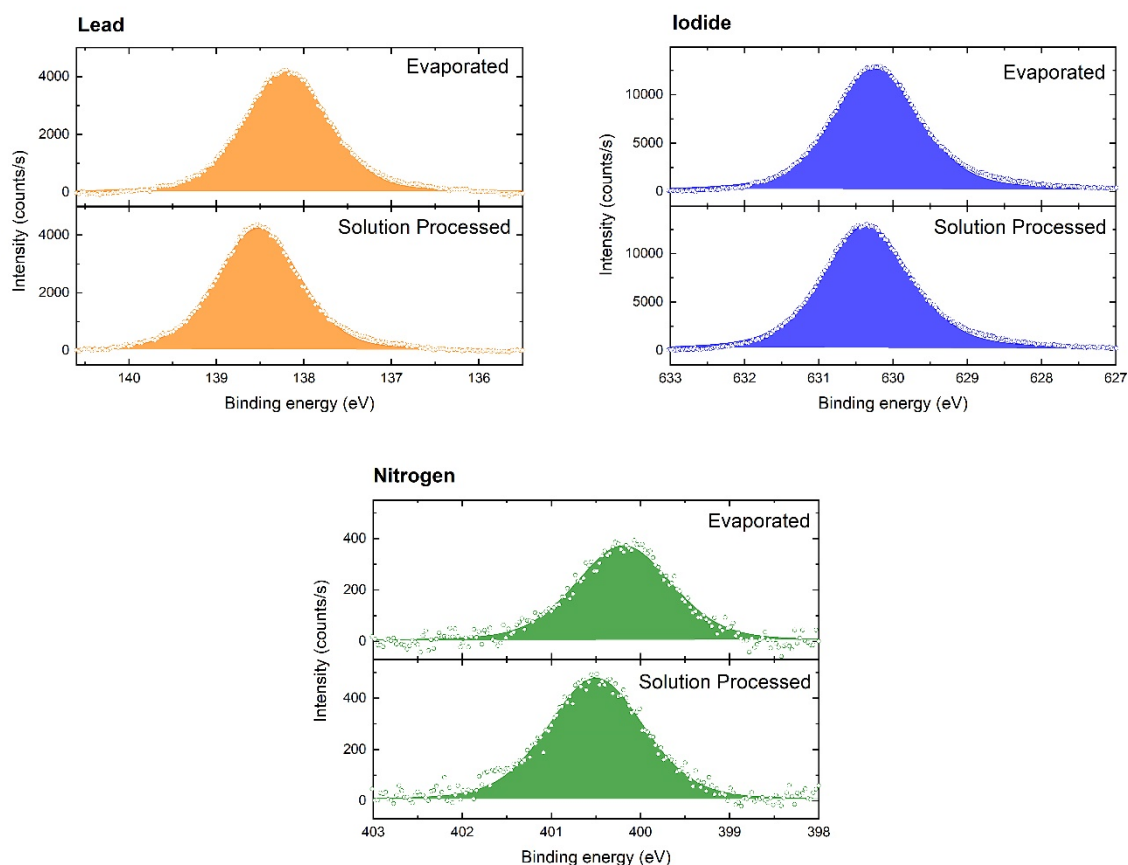 Lead
Evaporated
4000
2000
0
Solution Processed
4000
2000
0
Intensity (counts/s)
140 139 138 137 136
Binding energy (eV)
Iodide
Evaporated
10000
5000
0
Solution Processed
10000
5000
0
Intensity (counts/s)
633 632 631 630 629 628 627
Binding energy (eV)
Nitrogen
Evaporated
400
200
0
Solution Processed
400
200
0
Intensity (counts/s)
403 402 401 400 399 398
Binding energy (eV)